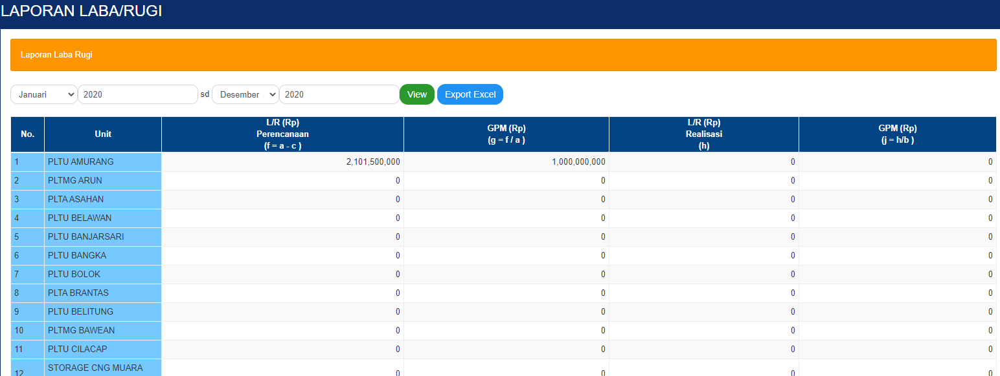 LAPORAN LABA/RUGI
Laporan Laba Rugi
Januari 2020 sd Desember 2020 View Export Excel
No. Unit L/R (Rp) Perencanaan (f = a - c ) GPM (Rp) (g = f / a ) L/R (Rp) Realisasi (h) GPM (Rp) (j = h/b )
1 PLTU AMURANG 2,101,500,000 1,000,000,000 0 0
2 PLTMG ARUN 0 0 0 0
3 PLTA ASAHAN 0 0 0 0
4 PLTU BELAWAN 0 0 0 0
5 PLTU BANJARSARI 0 0 0 0
6 PLTU BANGKA 0 0 0 0
7 PLTU BOLOK 0 0 0 0
8 PLTA BRANTAS 0 0 0 0
9 PLTU BELITUNG 0 0 0 0
10 PLTMG BAWEAN 0 0 0 0
11 PLTU CILACAP 0 0 0 0
12 STORAGE CNG MUARA 0 0 0 0